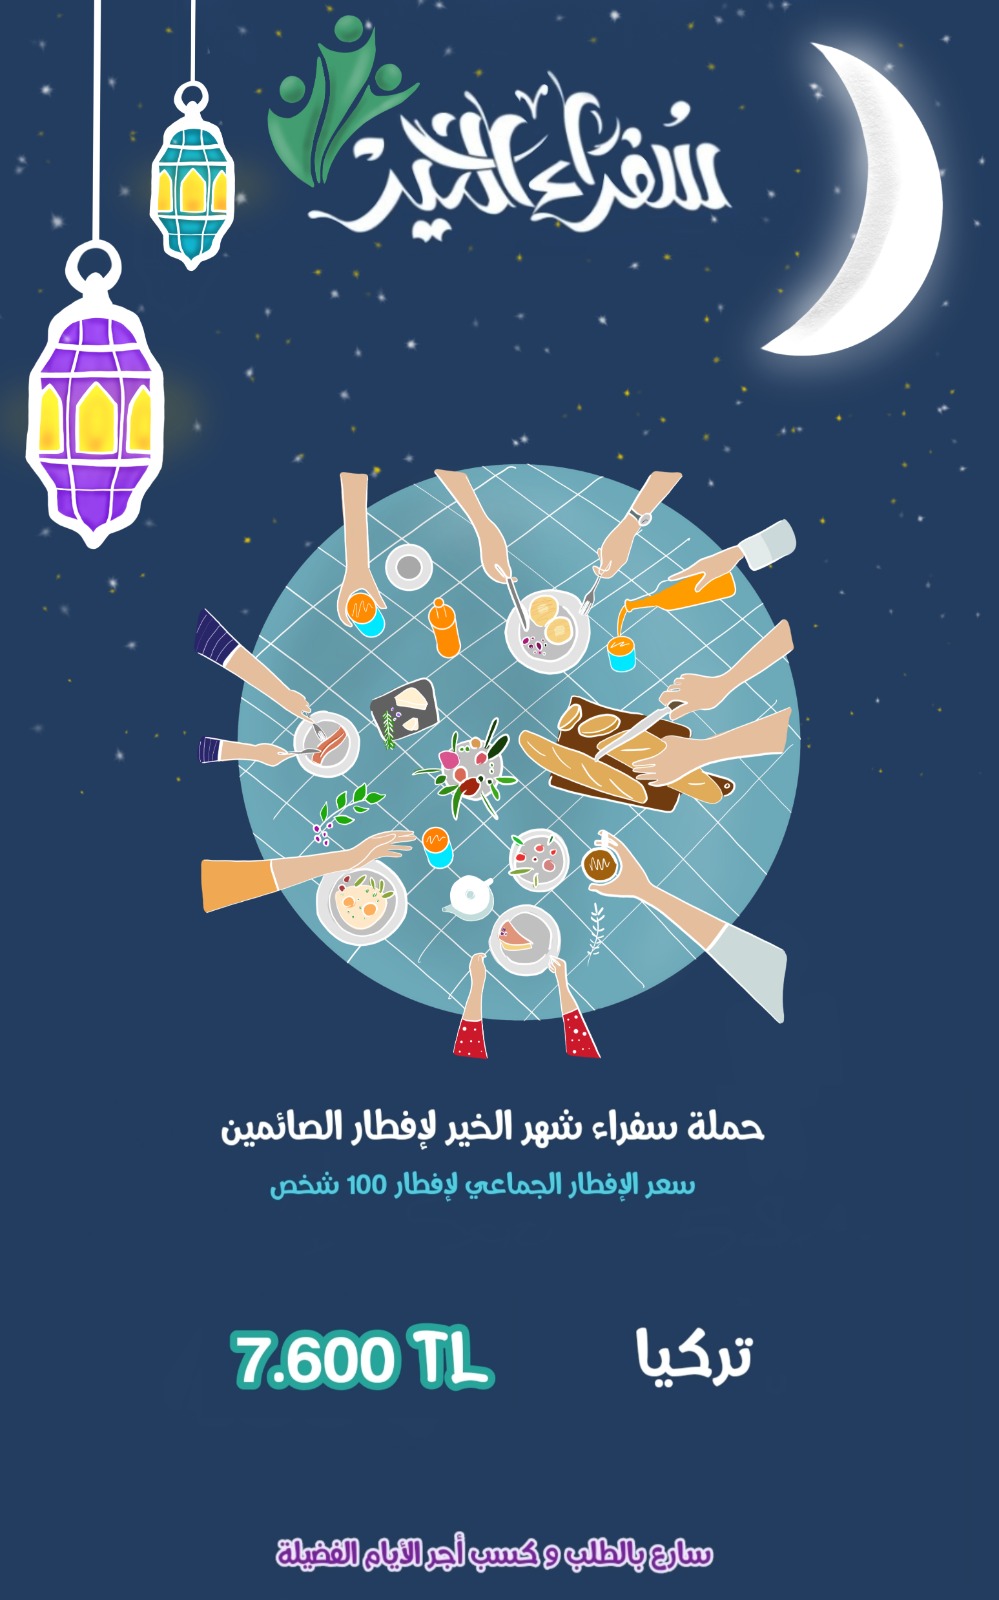 سُفراء الخير
حملة سفراء شهر الخير لإفطار الصائمين
سعر الإفطار الجماعي لإفطار 100 شخص
تركيا
7.600 TL
سارع بالطلب و كسب أجر الأيام الفضيلة